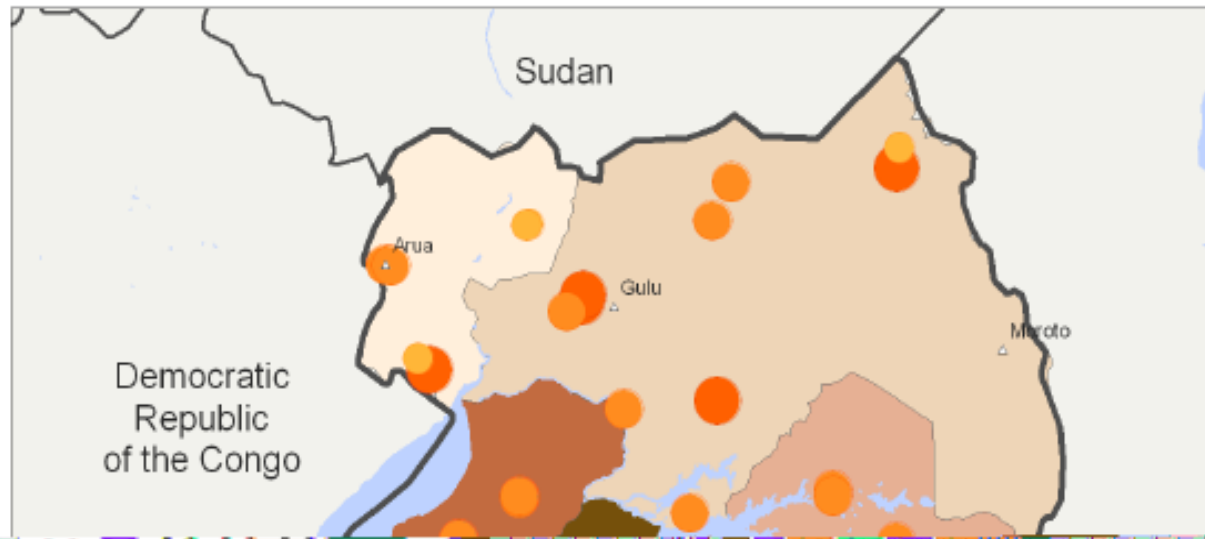 Sudan
Arua
Gulu
Moroto
Democratic
Republic
of the Congo